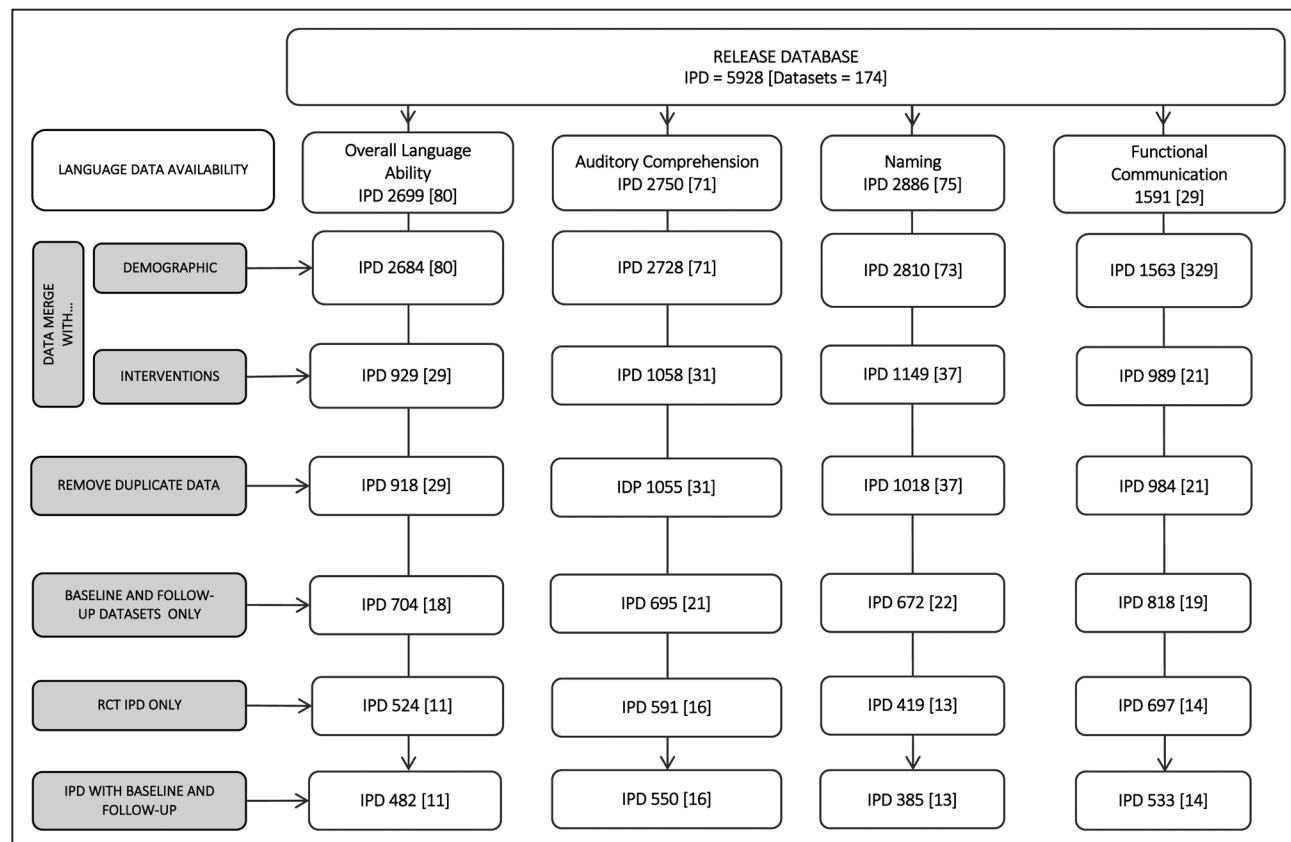 RELEASE DATABASE
IPD = 5928 [Datasets = 174]
LANGUAGE DATA AVAILABILITY
Overall Language
Ability
IPD 2699 [80]
Auditory Comprehension
IPD 2750 [71]
Naming
IPD 2886 [75]
Functional
Communication
1591 [29]
DATA MERGE
WITH...
DEMOGRAPHIC
IPD 2684 [80]
IPD 2728 [71]
IPD 2810 [73]
IPD 1563 [329]
INTERVENTIONS
IPD 929 [29]
IPD 1058 [31]
IPD 1149 [37]
IPD 989 [21]
REMOVE DUPLICATE DATA
IPD 918 [29]
IDP 1055 [31]
IPD 1018 [37]
IPD 984 [21]
BASELINE AND FOLLOW-
UP DATASETS ONLY
IPD 704 [18]
IPD 695 [21]
IPD 672 [22]
IPD 818 [19]
RCT IPD ONLY
IPD 524 [11]
IPD 591 [16]
IPD 419 [13]
IPD 697 [14]
IPD WITH BASELINE AND
FOLLOW-UP
IPD 482 [11]
IPD 550 [16]
IPD 385 [13]
IPD 533 [14]